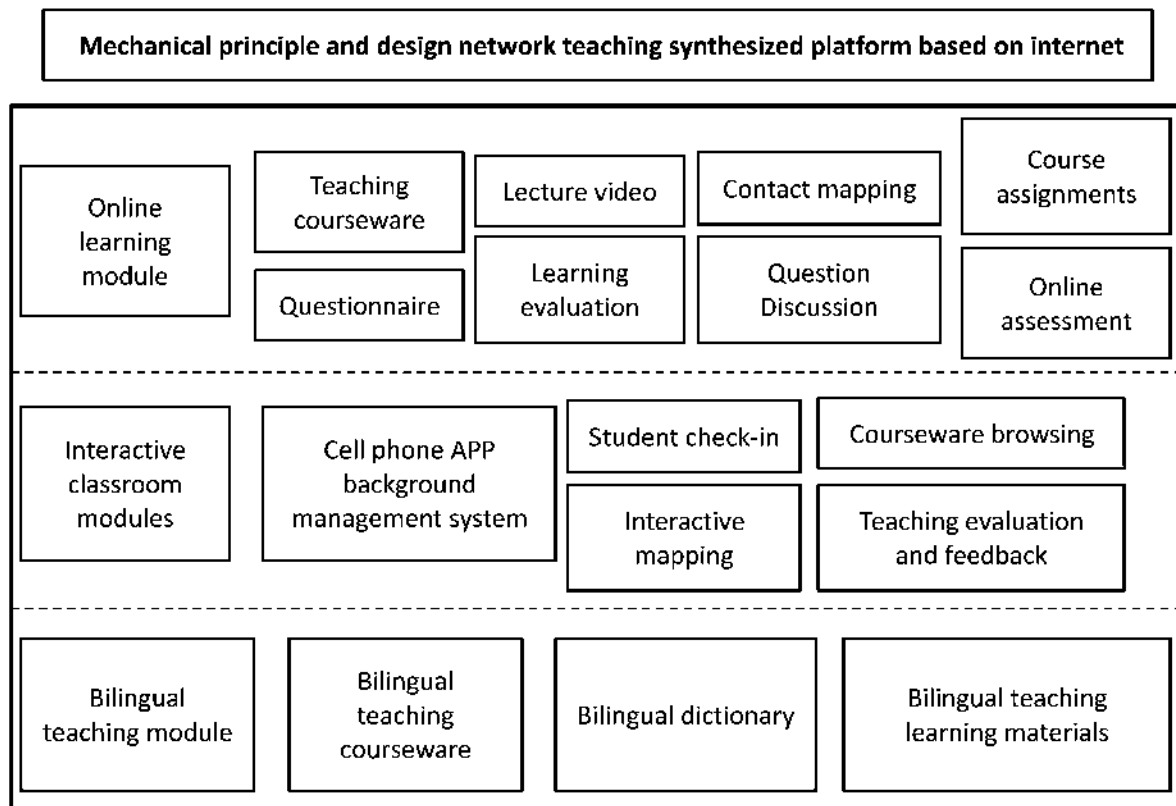 Mechanical principle and design network teaching synthesized platform based on internet
Online
learning
module
Teaching
courseware
Questionnaire
Lecture video
Learning
evaluation
Contact mapping
Question
Discussion
Course
assignments
Online
assessment
Interactive
classroom
modules
Cell phone APP
background
management system
Student check-in
Interactive
mapping
Courseware browsing
Teaching evaluation
and feedback
Bilingual
teaching module
Bilingual
teaching
courseware
Bilingual dictionary
Bilingual teaching
learning materials